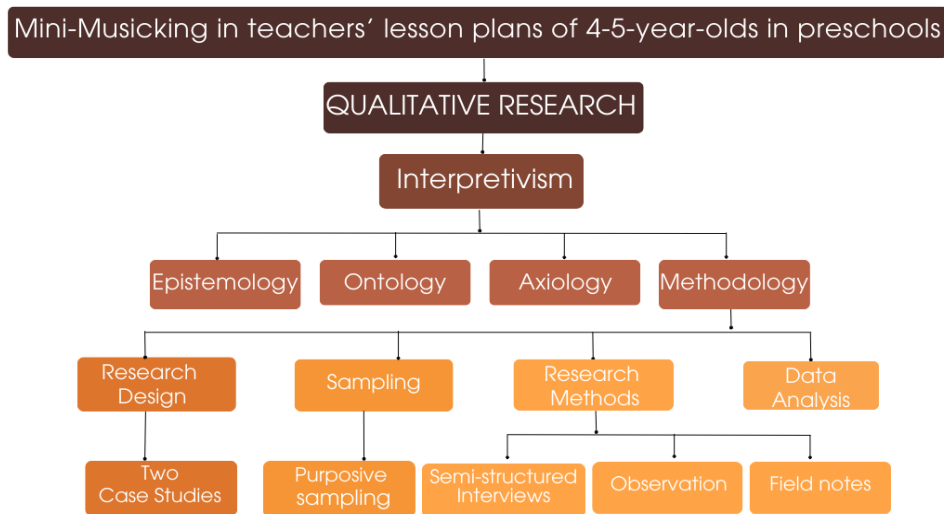 Mini-Musicking in teachers' lesson plans of 4-5-year-olds in preschools
QUALITATIVE RESEARCH
Interpretivism
Epistemology
Ontology
Axiology
Methodology
Research
Design
Sampling
Research
Methods
Data
Analysis
Two
Case Studies
Purposive
sampling
Semi-structured
Interviews
Observation
Field notes